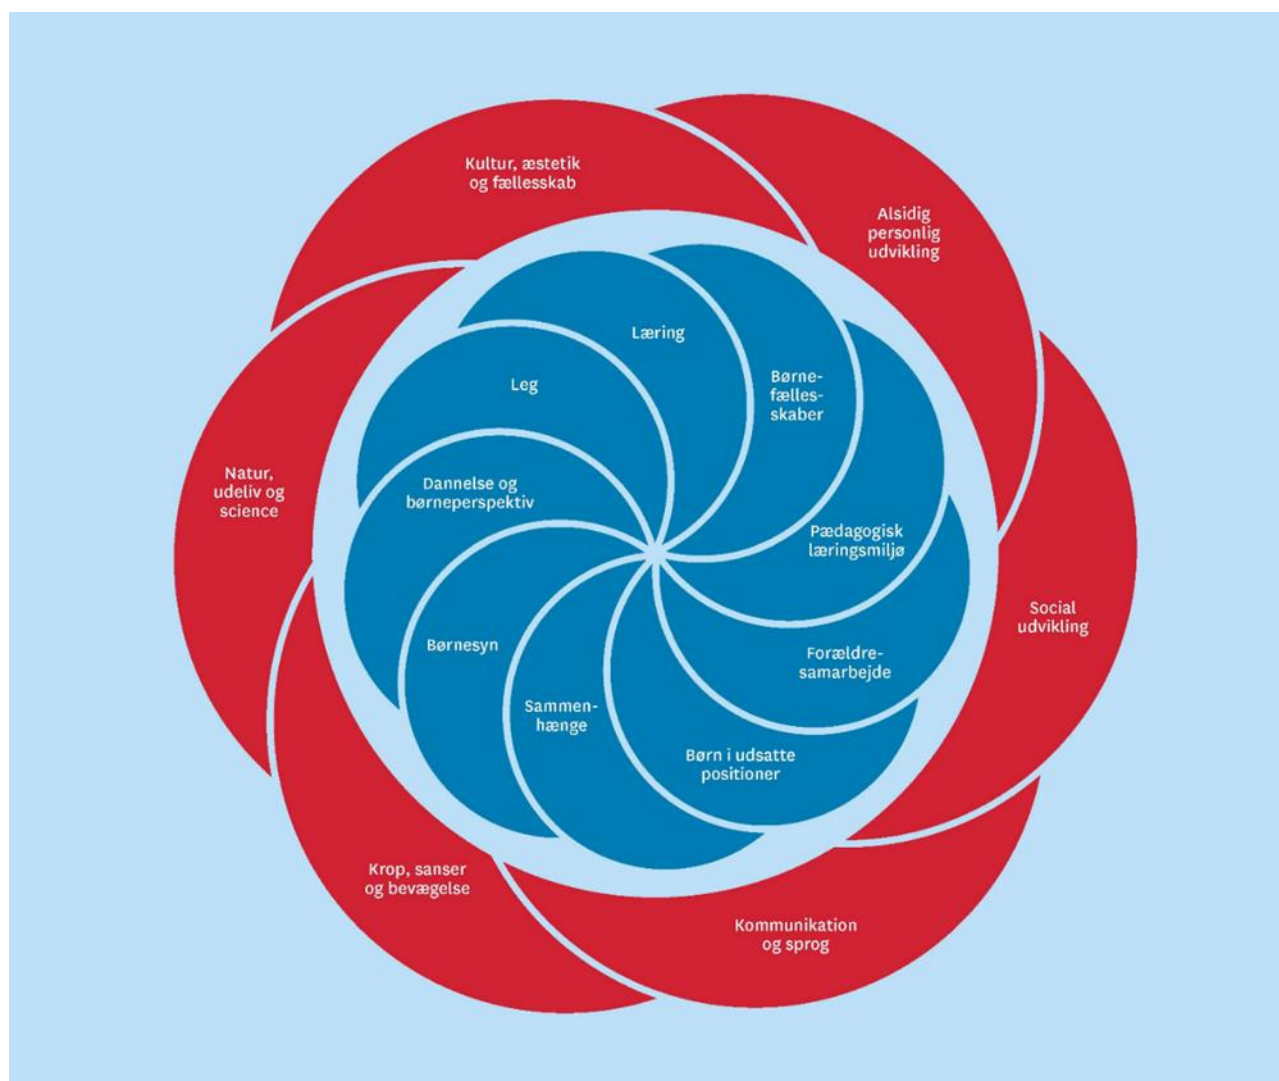 Kultur, æstetik
og fællesskab
Alsidig
personlig
udvikling
Læring
Børne-
fælles-
skaber
Leg
Natur,
udeliv og
science
Dannelse og
børneperspektiv
Pædagogisk
læringsmiljø
Social
udvikling
Børnesyn
Forældre-
samarbejde
Sammen-
hænge
Børn i udsatte
positioner
Krop, sanser
og bevægelse
Kommunikation
og sprog